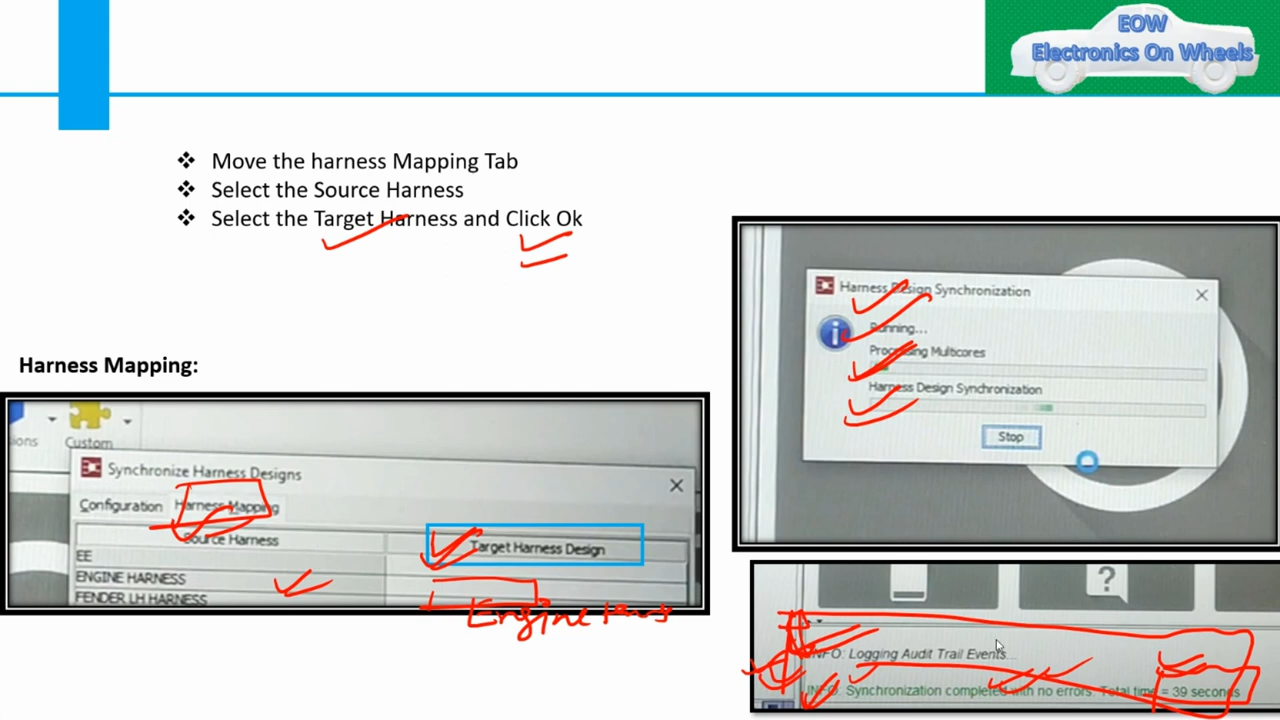 EOW
Electronics On Wheels
Move the harness Mapping Tab
Select the Source Harness
Select the Target Harness and Click Ok
Harness Mapping:
Custom
Synchronize Harness Designs
Configuration Harness Mapping
Source Harness Target Harness Design
EE
ENGINE HARNESS
FENDER LH HARNESS
Engine
Harness Design Synchronization
Running...
Processing Multicores
Harness Design Synchronization
Stop
INFO: Logging Audit Trail Events...
INFO: Synchronization completed with no errors. Total time = 39 seconds